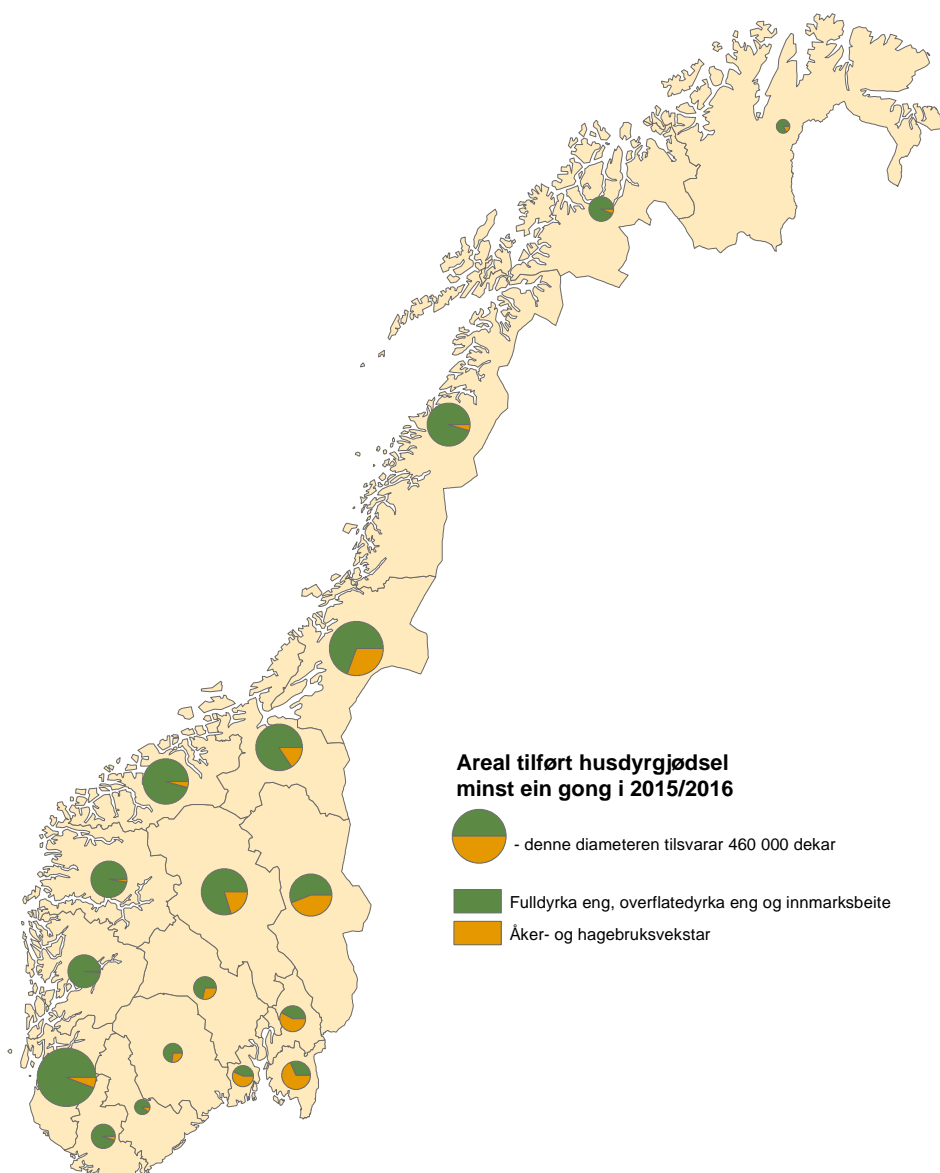 Areal tilført husdyrgjødsel
minst ein gong i 2015/2016
- denne diameteren tilsvarar 460 000 dekar
Fulldyrka eng, overflatedyrka eng og innmarksbeite
Åker- og hagebruksvekstar